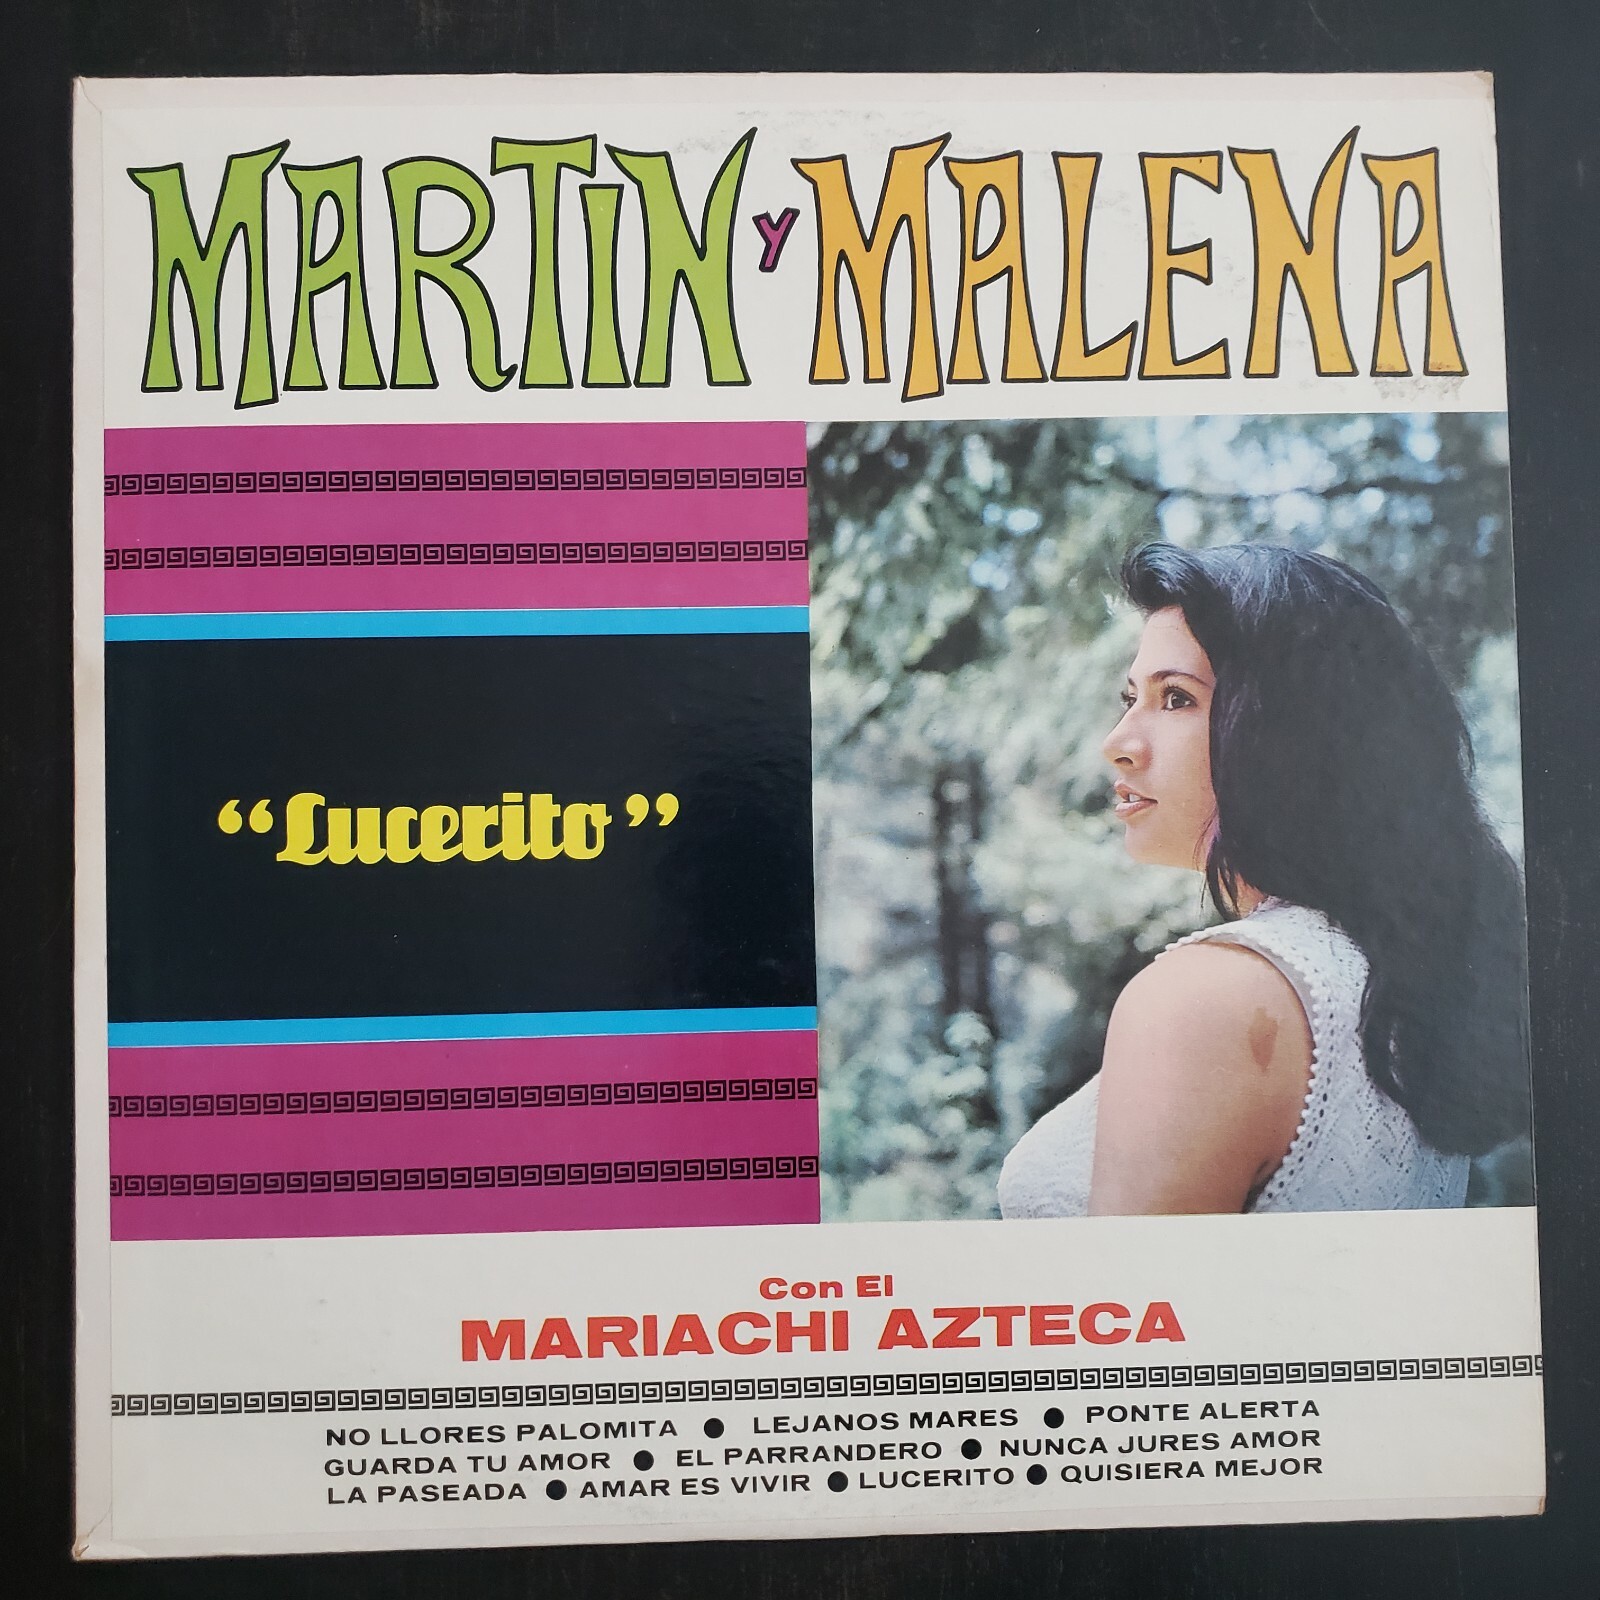 MARTIN Y MALENA
"Lucerito"
Con El
MARIACHI AZTECA
NO LLORES PALOMITA ● LEJANOS MARES ● PONTE ALERTA
GUARDA TU AMOR ● EL PARRANDERO ● NUNCA JURES AMOR
LA PASEADA ● AMAR ES VIVIR ● LUCERITO ● QUISIERA MEJOR